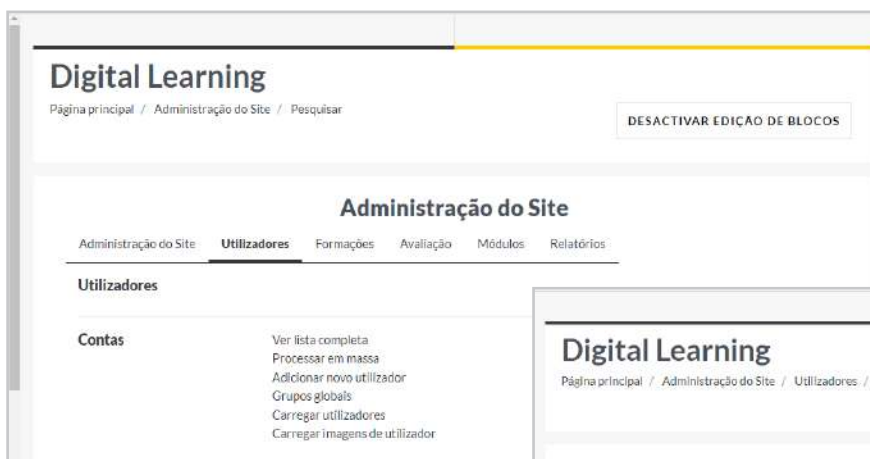 Digital Learning
Página principal / Administração do Site / Pesquisar
DESACTIVAR EDIÇÃO DE BLOCOS
Administração do Site
Administração do Site Utilizadores Formações Avaliação Módulos Relatórios
Utilizadores
Contas
Ver lista completa
Processar em massa
Adicionar novo utilizador
Grupos globais
Carregar utilizadores
Carregar imagens de utilizador
Digital Learning
Página principal / Administração do Site / Utilizadores /